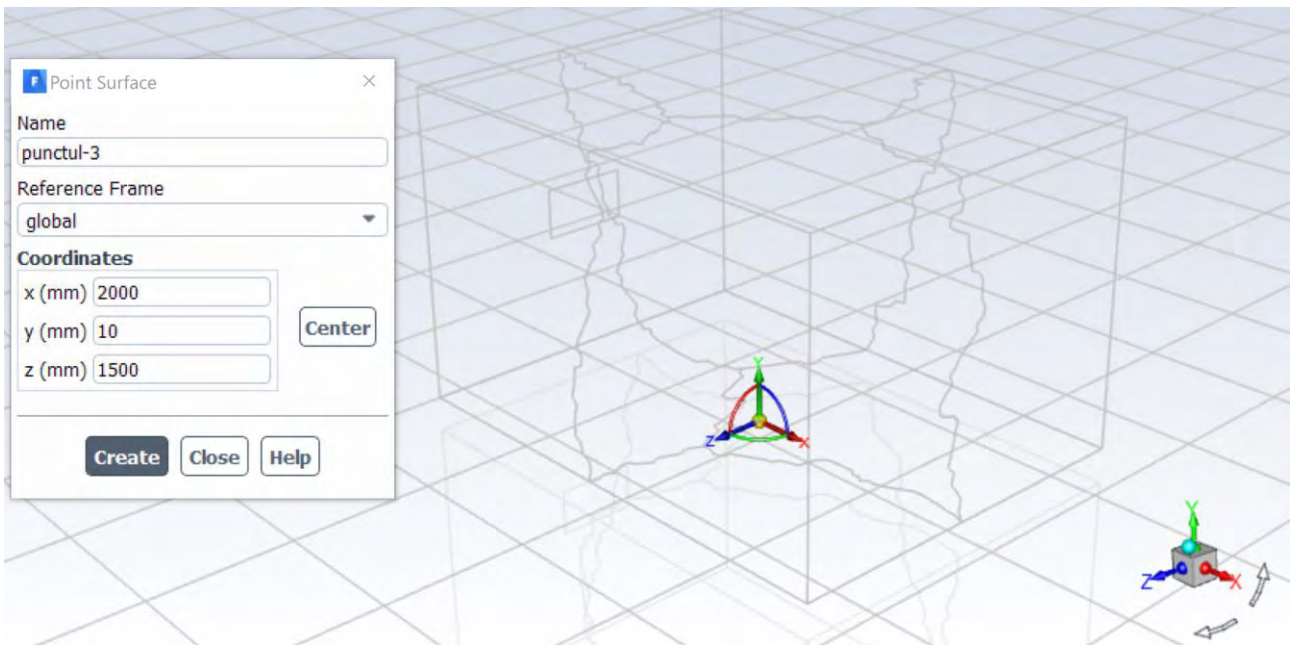 F Point Surface
Name
punctul-3
Reference Frame
global
Coordinates
x (mm) 2000
y (mm) 10
Center
z (mm) 1500
Create Close Help
Y
Z X
Y
Z X